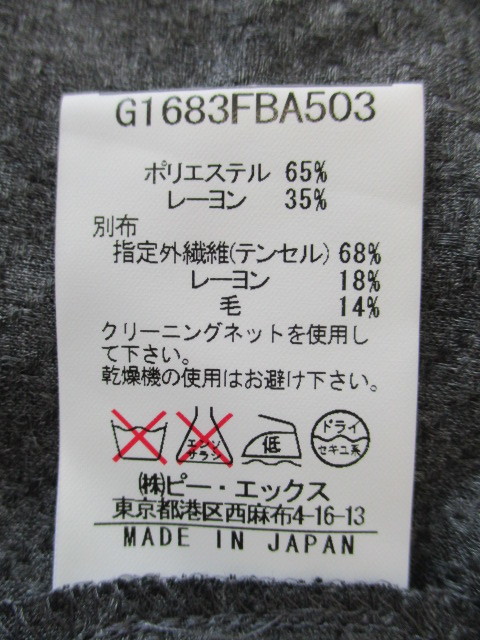 G1683FBA503
ポリエステル 65%
レーヨン 35%
別布
指定外繊維(テンセル) 68%
レーヨン 18%
毛 14%
クリーニングネットを使用し
て下さい。
乾燥機の使用はお避け下さい。
エンソ
サラシ
低
ドライ
セキユ系
㈱ピー・エックス
東京都港区西麻布4-16-13
MADE IN JAPAN